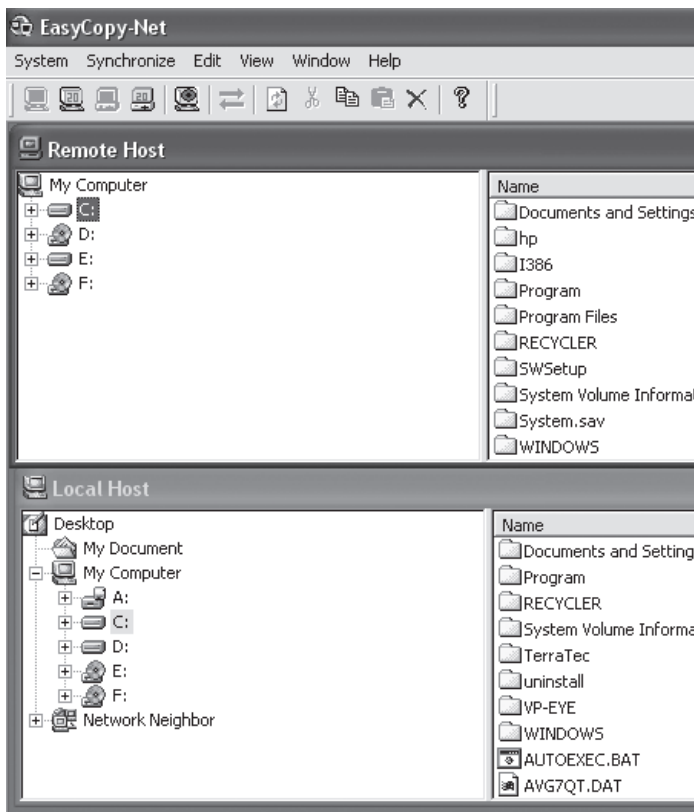 EasyCopy-Net
System Synchronize Edit View Window Help
Remote Host
My Computer
C:
D:
E:
F:
Name
Documents and Settings
hp
I386
Program
Program Files
RECYCLER
SWSetup
System Volume Informat
System.sav
WINDOWS
Local Host
Desktop
My Document
My Computer
A:
C:
D:
E:
F:
Network Neighbor
Name
Documents and Setting
Program
RECYCLER
System Volume Informa
TerraTec
uninstall
VP-EYE
WINDOWS
AUTOEXEC.BAT
AVG7QT.DAT